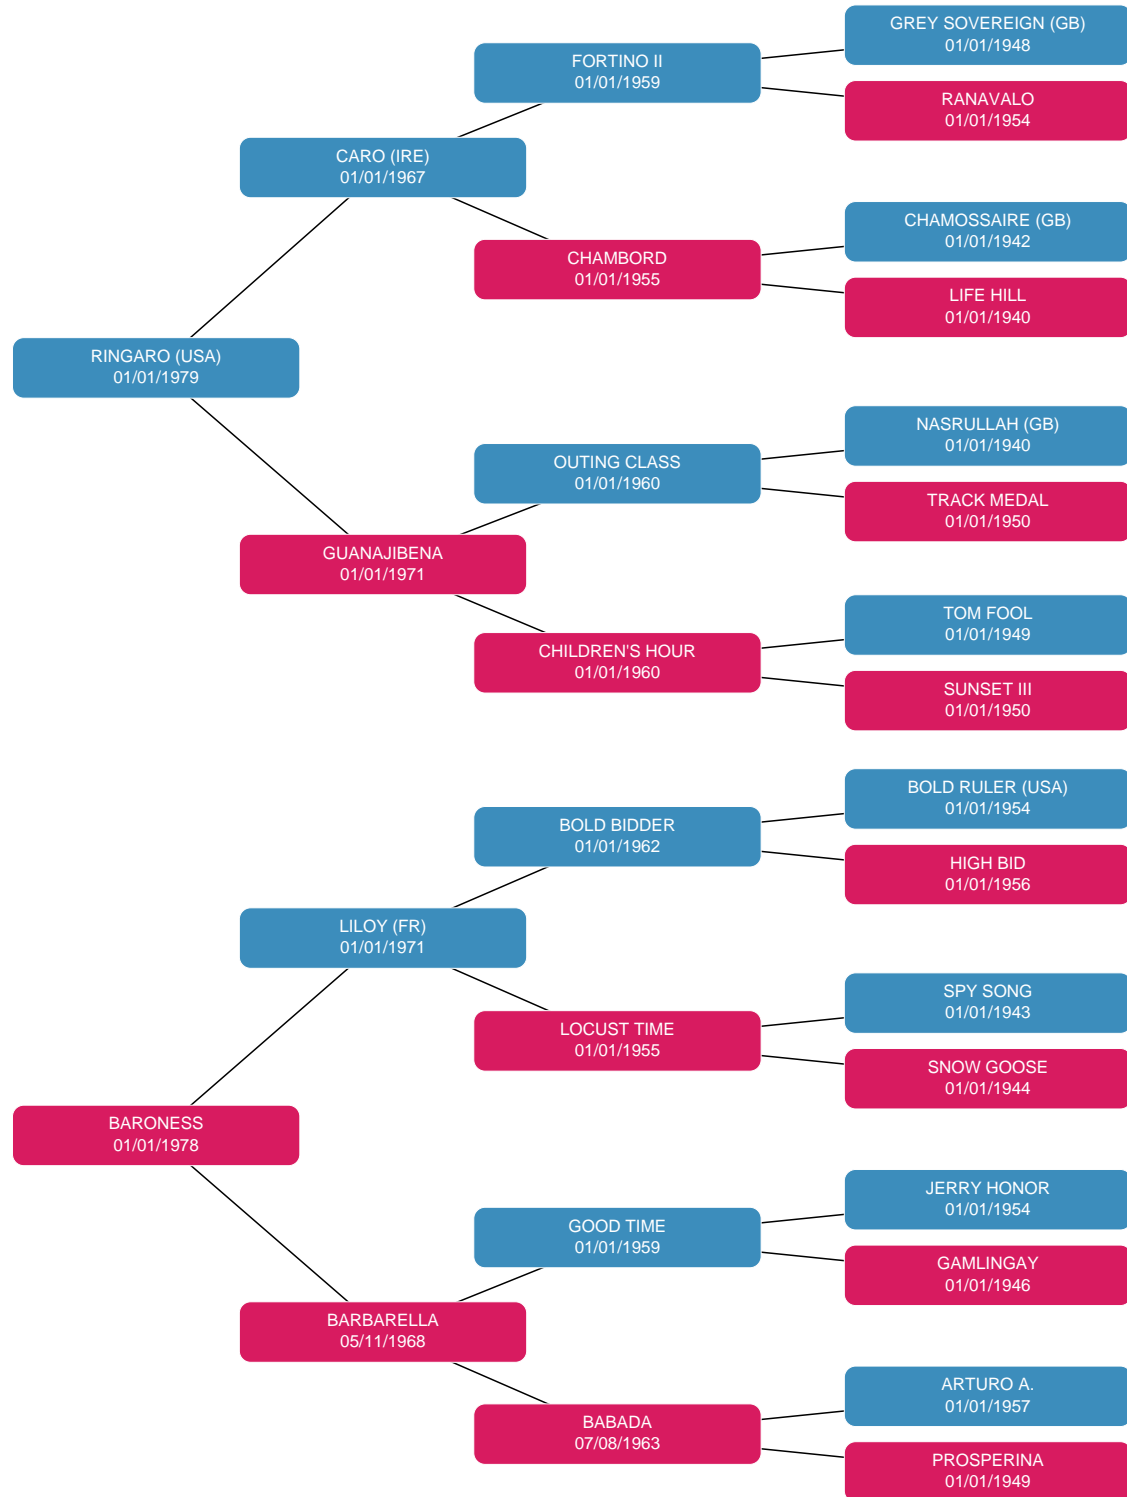 GREY SOVEREIGN (GB)
01/01/1948
FORTINO II
01/01/1959
RANAVALO
01/01/1954
CARO (IRE)
01/01/1967
CHAMOSSAIRE (GB)
01/01/1942
CHAMBORD
01/01/1955
LIFE HILL
01/01/1940
RINGARO (USA)
01/01/1979
NASRULLAH (GB)
01/01/1940
OUTING CLASS
01/01/1960
TRACK MEDAL
01/01/1950
GUANAJIBENA
01/01/1971
TOM FOOL
01/01/1949
CHILDREN'S HOUR
01/01/1960
SUNSET III
01/01/1950
BOLD RULER (USA)
01/01/1954
BOLD BIDDER
01/01/1962
HIGH BID
01/01/1956
LILOY (FR)
01/01/1971
SPY SONG
01/01/1943
LOCUST TIME
01/01/1955
SNOW GOOSE
01/01/1944
BARONESS
01/01/1978
JERRY HONOR
01/01/1954
GOOD TIME
01/01/1959
GAMLINGAY
01/01/1946
BARBARELLA
05/11/1968
ARTURO A.
01/01/1957
BABADA
07/08/1963
PROSPERINA
01/01/1949